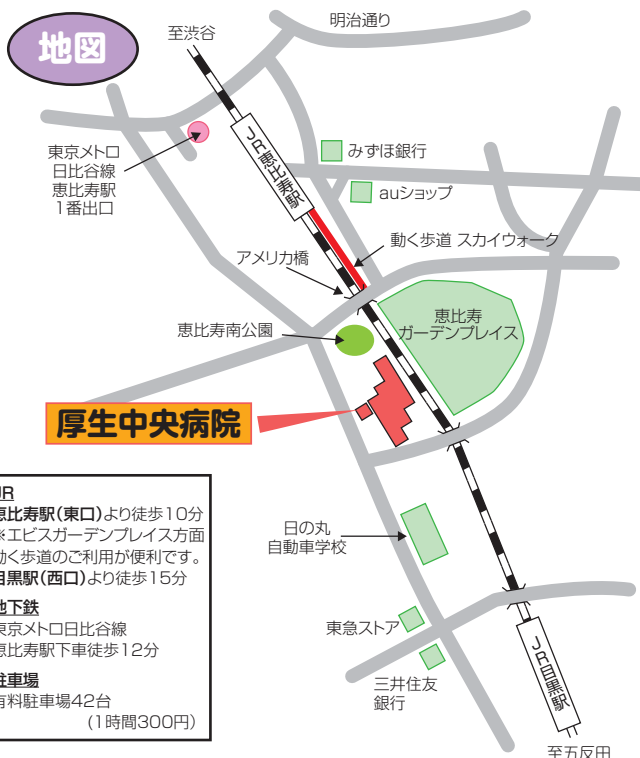 地図
至渋谷
明治通り
東京メトロ
日比谷線
恵比寿駅
1番出口
JR恵比寿駅
みずほ銀行
auショップ
動く歩道 スカイウォーク
アメリカ橋
恵比寿南公園
恵比寿
ガーデンプレイス
厚生中央病院
JR
恵比寿駅(東口)より徒歩10分
※エビスガーデンプレイス方面
動く歩道のご利用が便利です。
目黒駅(西口)より徒歩15分
地下鉄
東京メトロ日比谷線
恵比寿駅下車徒歩12分
駐車場
有料駐車場42台
(1時間300円)
日の丸
自動車学校
東急ストア
三井住友
銀行
JR目黒駅
至五反田